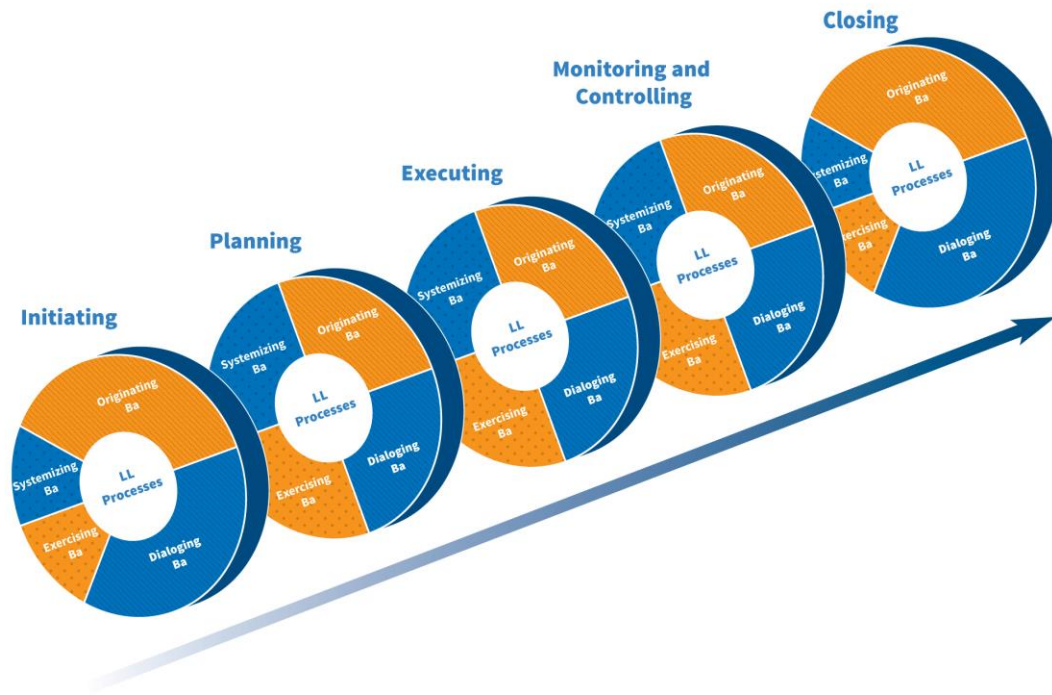 Initiating
Originating
Ba
Systemizing
Ba
LL
Processes
Exercising
Ba
Dialoging
Ba
Planning
Originating
Ba
Systemizing
Ba
LL
Processes
Exercising
Ba
Dialoging
Ba
Executing
Originating
Ba
Systemizing
Ba
LL
Processes
Exercising
Ba
Dialoging
Ba
Monitoring and
Controlling
Originating
Ba
Systemizing
Ba
LL
Processes
Exercising
Ba
Dialoging
Ba
Closing
Originating
Ba
ystemizing
Ba
LL
Processes
xercising
Ba
Dialoging
Ba